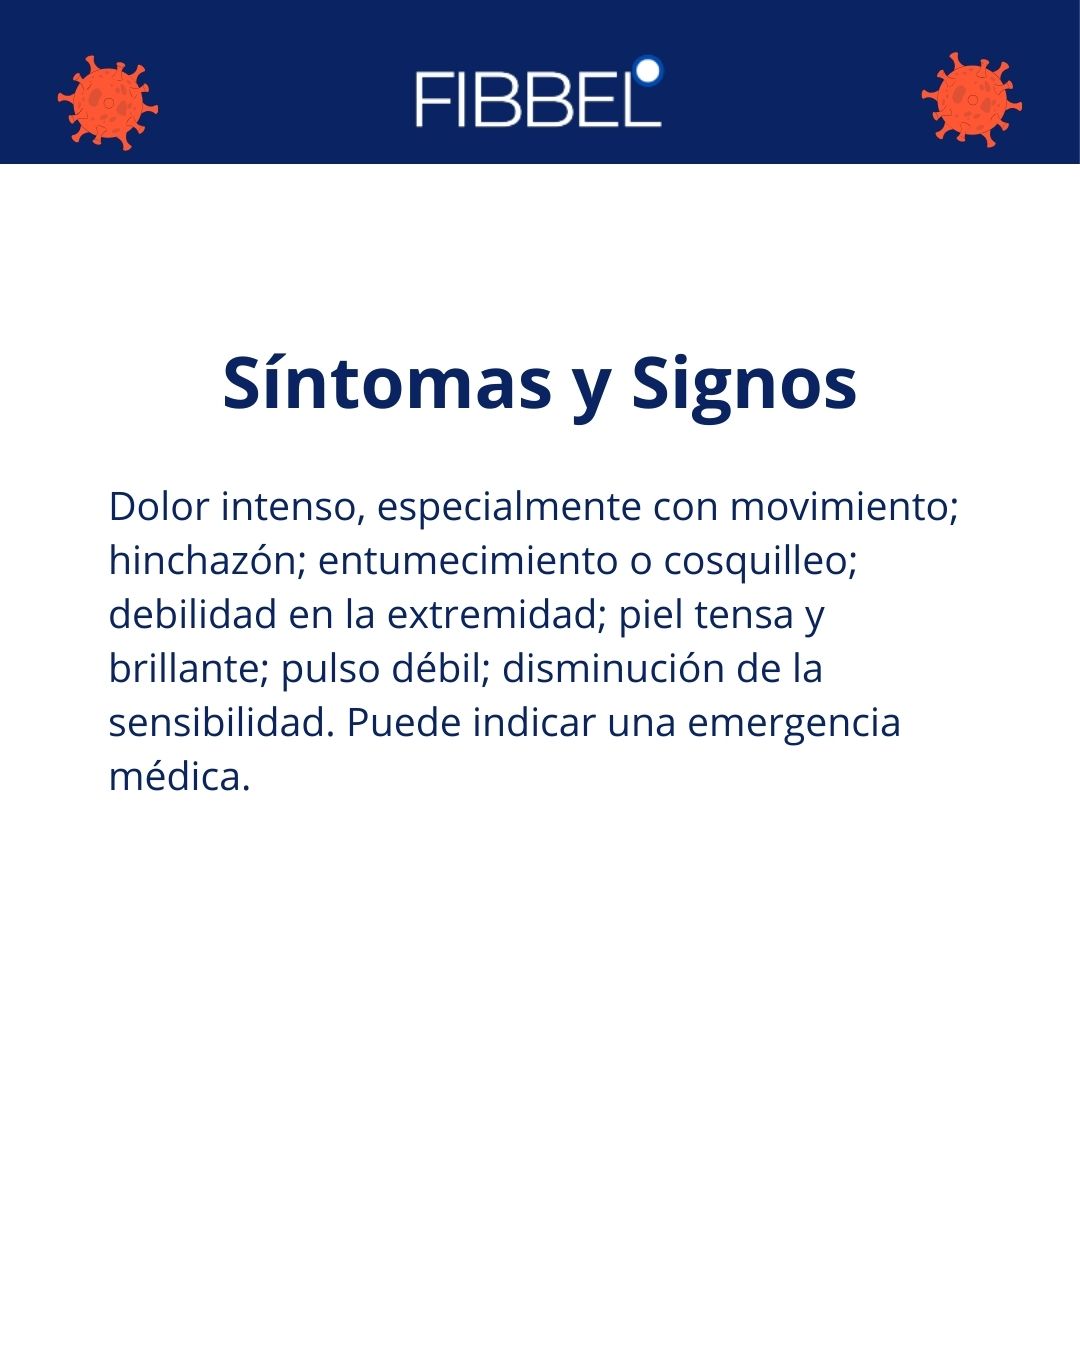 FIBBEL
Síntomas y Signos
Dolor intenso, especialmente con movimiento;
hinchazón; entumecimiento o cosquilleo;
debilidad en la extremidad; piel tensa y
brillante; pulso débil; disminución de la
sensibilidad. Puede indicar una emergencia
médica.